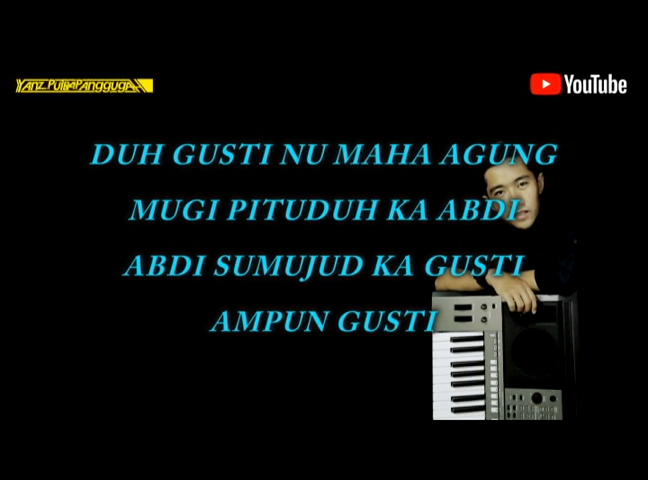 YANZ PUTRA PANGGUGAH
YouTube
DUH GUSTI NU MAHA AGUNG
MUGI PITUDUH KA ABDI
ABDI SUMUJUD KA GUSTI
AMPUN GUSTI